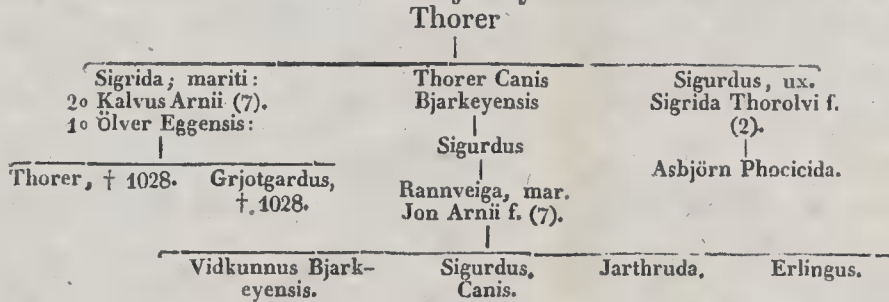 Thorer
Sigrida; mariti:
2o Kalvus Arnii (7).
1o Ölver Eggensis:
Thorer Canis
Bjarkeyensis
Sigurdus, ux.
Sigrida Thorolvi f.
(2).
Sigurdus
Asbjörn Phocicida.
Thorer, † 1028. Grjotgardus,
†. 1028.
Rannveiga, mar.
Jon Arnii f. (7).
Vidkunnus Bjark-
eyensis.
Sigurdus,
Canis.
Jarthruda,
Erlingus.